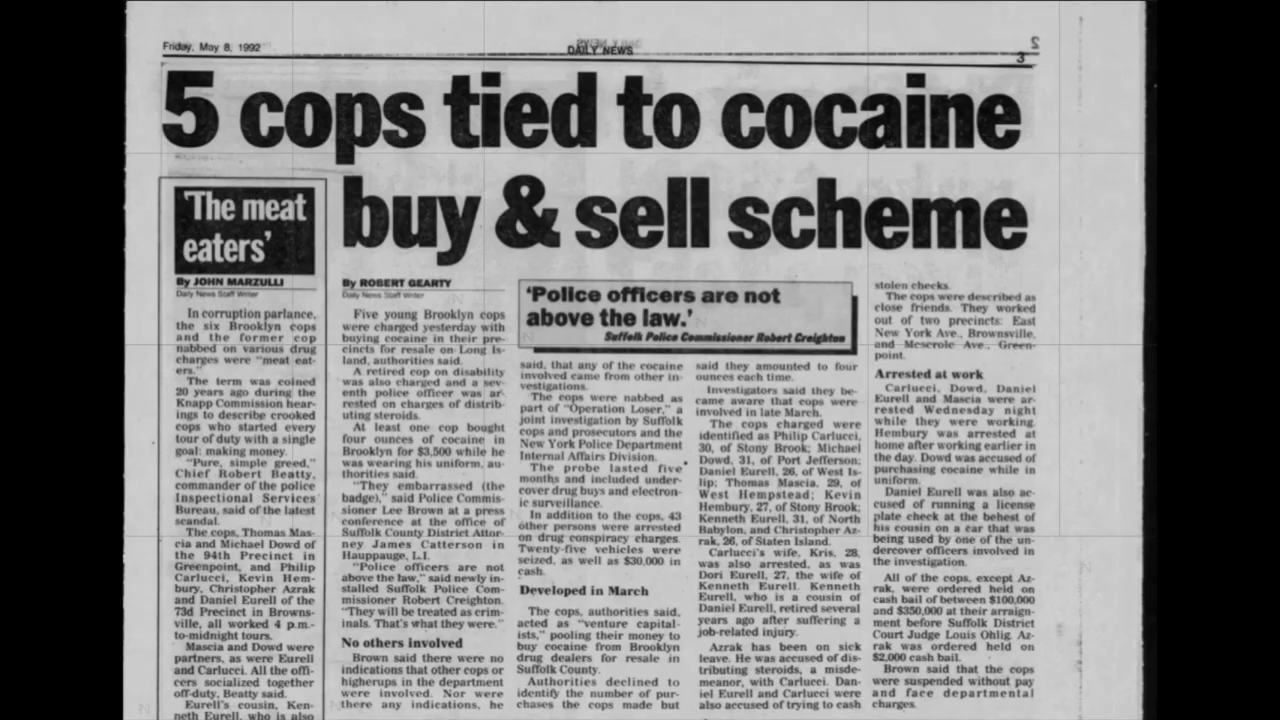 Friday, May 8, 1992
DAILY NEWS
3
5 cops tied to cocaine
buy & sell scheme
'The meat
eaters'
By JOHN MARZULLI
Daily News Staff Writer
In corruption parlance,
the six Brooklyn cops
and the former cop
nabbed on various drug
charges were "meat eat-
ers."
The term was coined
20 years ago during the
Knapp Commission hear-
ings to describe crooked
cops who started every
tour of duty with a single
goal: making money.
"Pure, simple greed,"
Chief Robert Beatty,
commander of the police
Inspectional Services
Bureau, said of the latest
scandal.
The cops, Thomas Mas-
cia and Michael Dowd of
the 94th Precinct in
Greenpoint, and Philip
Carlucci, Kevin Hem-
bury, Christopher Azrak
and Daniel Eurell of the
73d Precinct in Browns-
ville, all worked 4 p.m.-
to-midnight tours.
Mascia and Dowd were
partners, as were Eurell
and Carlucci. All the offi-
cers socialized together
off-duty, Beatty said.
Eurell's cousin, Ken-
neth Eurell, who is also
By ROBERT GEARTY
Daily News Staff Writer
Five young Brooklyn cops
were charged yesterday with
buying cocaine in their pre-
cincts for resale on Long Is-
land, authorities said.
A retired cop on disability
was also charged and a sev-
enth police officer was ar-
rested on charges of distrib-
uting steroids.
At least one cop bought
four ounces of cocaine in
Brooklyn for $3,500 while he
was wearing his uniform, au-
thorities said.
"They embarrassed (the
badge)," said Police Commis-
sioner Lee Brown at a press
conference at the office of
Suffolk County District Attor-
ney James Catterson in
Hauppauge, L.I.
"Police officers are not
above the law," said newly in-
stalled Suffolk Police Com-
missioner Robert Creighton.
"They will be treated as crim-
inals. That's what they were."
No others involved
Brown said there were no
indications that other cops or
higherups in the department
were involved. Nor were
there any indications, he
'Police officers are not
above the law.'
Suffolk Police Commissioner Robert Creighton
said, that any of the cocaine
involved came from other in-
vestigations.
The cops were nabbed as
part of "Operation Loser," a
joint investigation by Suffolk
cops and prosecutors and the
New York Police Department
Internal Affairs Division.
The probe lasted five
months and included under-
cover drug buys and electron-
ic surveillance.
In addition to the cops, 43
other persons were arrested
on drug conspiracy charges.
Twenty-five vehicles were
seized, as well as $30,000 in
cash.
Developed in March
The cops, authorities said,
acted as "venture capital-
ists," pooling their money to
buy cocaine from Brooklyn
drug dealers for resale in
Suffolk County.
Authorities declined to
identify the number of pur-
chases the cops made but
said they amounted to four
ounces each time.
Investigators said they be-
came aware that cops were
involved in late March.
The cops charged were
identified as Philip Carlucci,
30, of Stony Brook; Michael
Dowd, 31, of Port Jefferson;
Daniel Eurell, 26, of West Is-
lip; Thomas Mascia, 29, of
West Hempstead; Kevin
Hembury, 27, of Stony Brook;
Kenneth Eurell, 31, of North
Babylon, and Christopher Az-
rak, 26, of Staten Island.
Carlucci's wife, Kris, 28,
was also arrested, as was
Dori Eurell, 27, the wife of
Kenneth Eurell. Kenneth
Eurell, who is a cousin of
Daniel Eurell, retired several
years ago after suffering a
job-related injury.
Azrak has been on sick
leave. He was accused of dis-
tributing steroids, a misde-
meanor, with Carlucci. Dan-
iel Eurell and Carlucci were
also accused of trying to cash
stolen checks.
The cops were described as
close friends. They worked
out of two precincts: East
New York Ave., Brownsville,
and Meserole Ave., Green-
point.
Arrested at work
Carlucci, Dowd, Daniel
Eurell and Mascia were ar-
rested Wednesday night
while they were working.
Hembury was arrested at
home after working earlier in
the day. Dowd was accused of
purchasing cocaine while in
uniform.
Daniel Eurell was also ac-
cused of running a license
plate check at the behest of
his cousin on a car that was
being used by one of the un-
dercover officers involved in
the investigation.
All of the cops, except Az-
rak, were ordered held on
cash bail of between $100,000
and $350,000 at their arraign-
ment before Suffolk District
Court Judge Louis Ohlig. Az-
rak was ordered held on
$2,000 cash bail.
Brown said that the cops
were suspended without pay
and face departmental
charges.